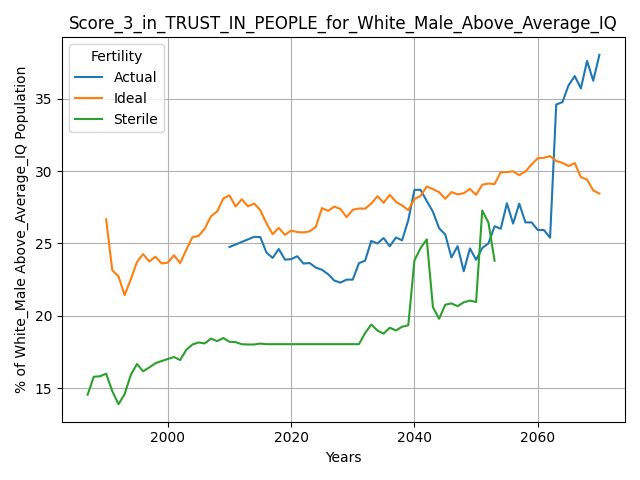 Score_3_in_TRUST_IN_PEOPLE_for_White_Male_Above_Average_IQ
Fertility
Actual
Ideal
Sterile
% of White_Male Above_Average_IQ Population
35
30
25
20
15
2000
2020
2040
2060
Years